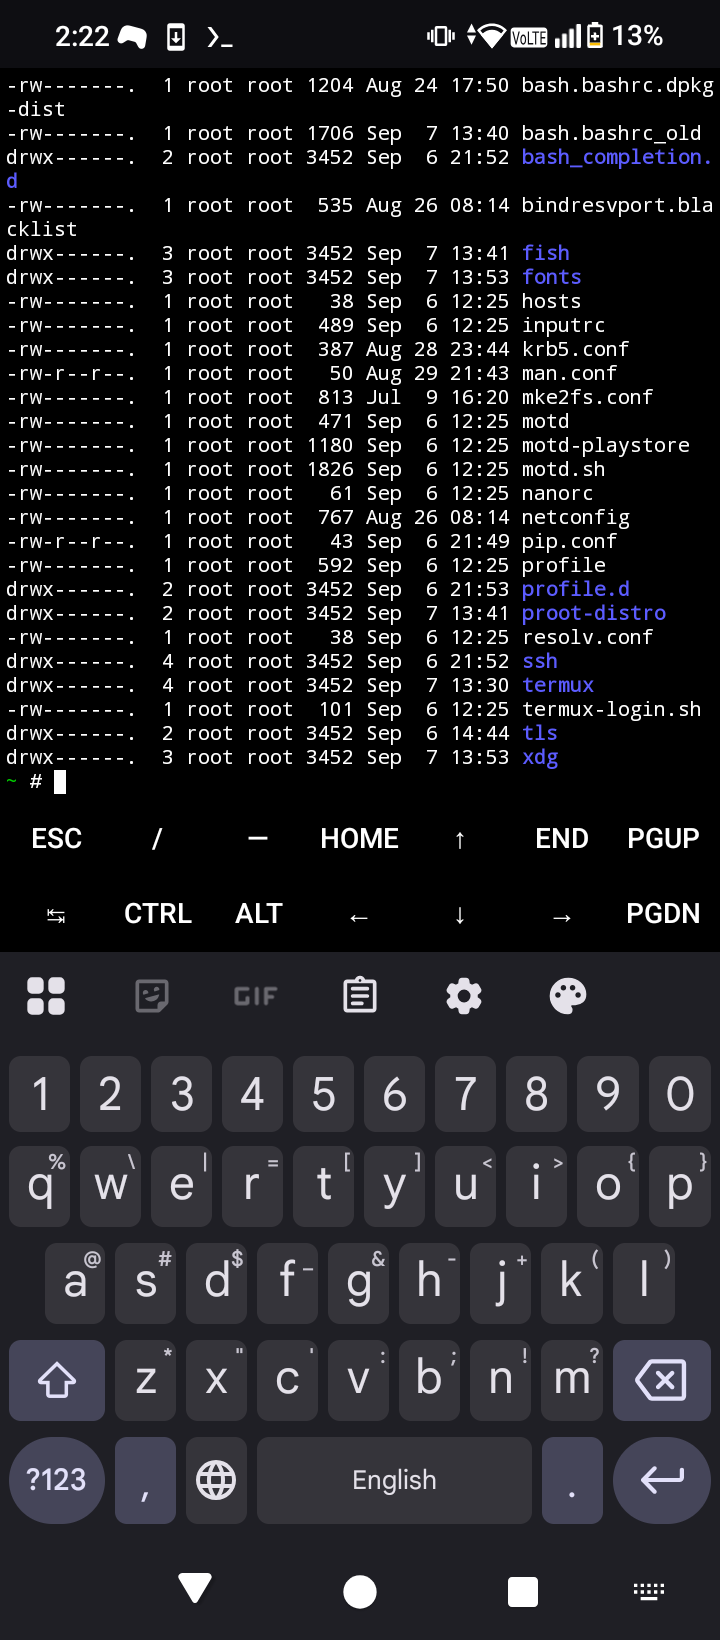 2:22 VoLTE 13%
-rw-------.  1 root root 1204 Aug 24 17:50 bash.bashrc.dpkg
-dist
-rw-------.  1 root root 1706 Sep  7 13:40 bash.bashrc_old
drwx------.  2 root root 3452 Sep  6 21:52 bash_completion.
d
-rw-------.  1 root root  535 Aug 26 08:14 bindresvport.bla
cklist
drwx------.  3 root root 3452 Sep  7 13:41 fish
drwx------.  3 root root 3452 Sep  7 13:53 fonts
-rw-------.  1 root root   38 Sep  6 12:25 hosts
-rw-------.  1 root root  489 Sep  6 12:25 inputrc
-rw-------.  1 root root  387 Aug 28 23:44 krb5.conf
-rw-r--r--.  1 root root   50 Aug 29 21:43 man.conf
-rw-------.  1 root root  813 Jul  9 16:20 mke2fs.conf
-rw-------.  1 root root  471 Sep  6 12:25 motd
-rw-------.  1 root root 1180 Sep  6 12:25 motd-playstore
-rw-------.  1 root root 1826 Sep  6 12:25 motd.sh
-rw-------.  1 root root   61 Sep  6 12:25 nanorc
-rw-------.  1 root root  767 Aug 26 08:14 netconfig
-rw-r--r--.  1 root root   43 Sep  6 21:49 pip.conf
-rw-------.  1 root root  592 Sep  6 12:25 profile
drwx------.  2 root root 3452 Sep  6 21:53 profile.d
drwx------.  2 root root 3452 Sep  7 13:41 proot-distro
-rw-------.  1 root root   38 Sep  6 12:25 resolv.conf
drwx------.  4 root root 3452 Sep  6 21:52 ssh
drwx------.  4 root root 3452 Sep  7 13:30 termux
-rw-------.  1 root root  101 Sep  6 12:25 termux-login.sh
drwx------.  2 root root 3452 Sep  6 14:44 tls
drwx------.  3 root root 3452 Sep  7 13:53 xdg
~ #
ESC / — HOME ↑ END PGUP
↹ CTRL ALT ← ↓ → PGDN
GIF
1 2 3 4 5 6 7 8 9 0
q% w\ e| r= t[ y] u< i> o{ p}
a@ s# d$ f_ g& h- j+ k( l)
z* x" c' v: b; n! m?
?123 , English .